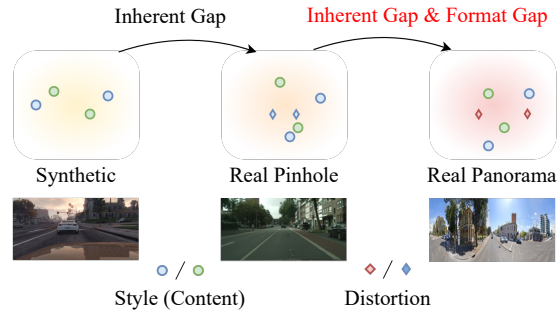 Inherent Gap
Inherent Gap & Format Gap
Synthetic
Real Pinhole
Real Panorama
/
/
Style (Content)
Distortion